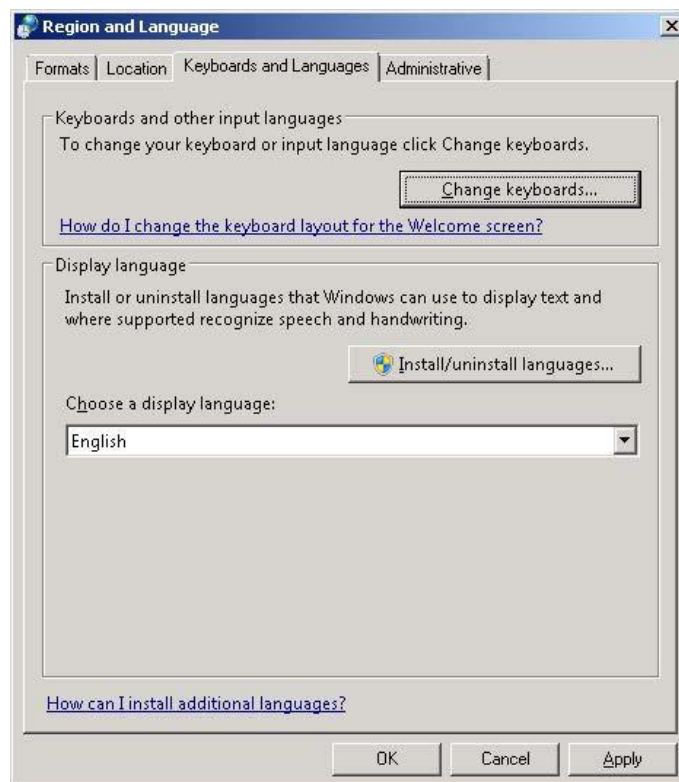 Region and Language
Formats
Location
Keyboards and Languages
Administrative
Keyboards and other input languages
To change your keyboard or input language click Change keyboards.
Change keyboards...
How do I change the keyboard layout for the Welcome screen?
Display language
Install or uninstall languages that Windows can use to display text and
where supported recognize speech and handwriting.
Install/uninstall languages...
Choose a display language:
English
How can I install additional languages?
OK
Cancel
Apply